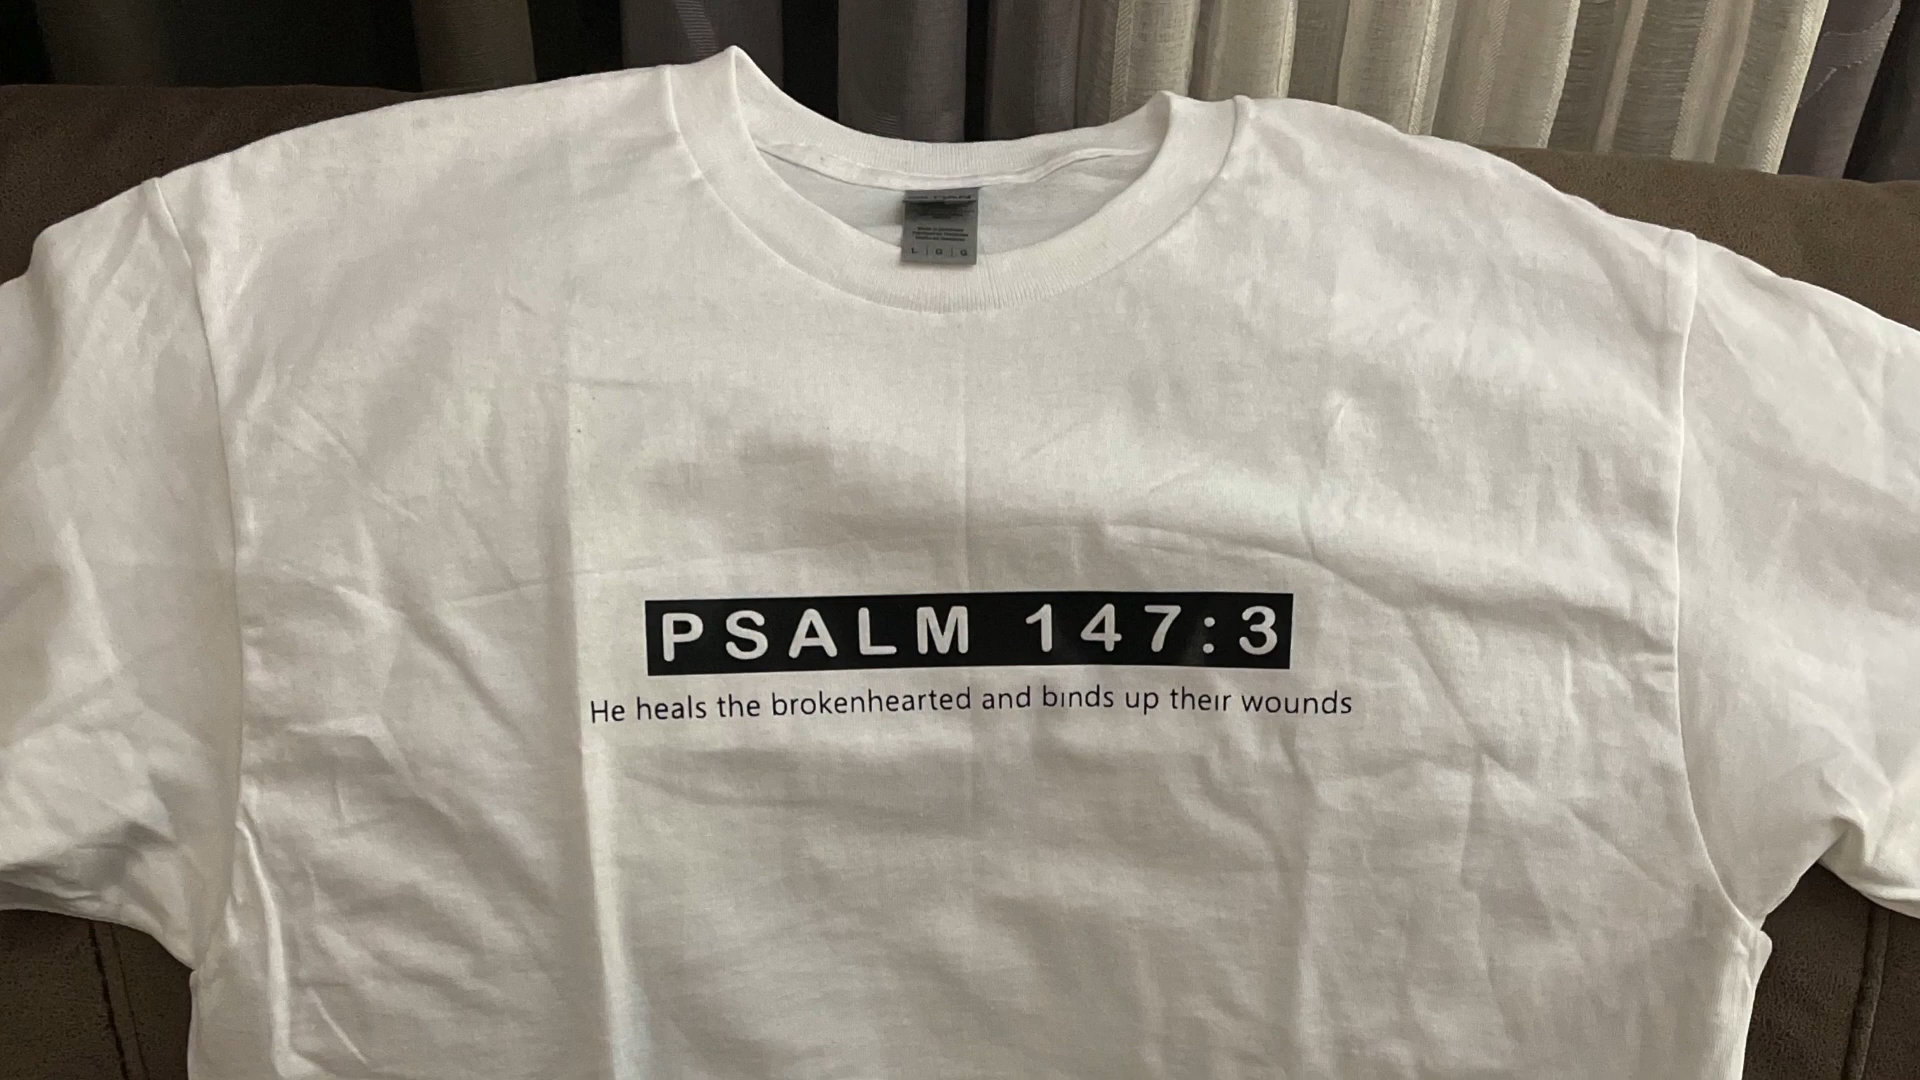 L | G | G
PSALM 147:3
He heals the brokenhearted and binds up their wounds